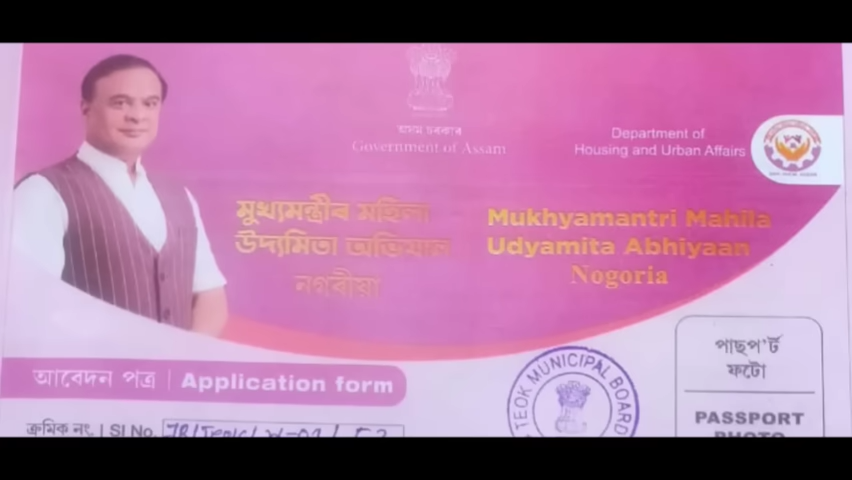 অসম চৰকাৰ
Government of Assam
Department of
Housing and Urban Affairs
মুখ্যমন্ত্ৰীৰ মহিলা
উদ্যমিতা অভিযান
নগৰীয়া
Mukhyamantri Mahila
Udyamita Abhiyaan
Nogoria
আবেদন পত্ৰ | Application form
TEOK MUNICIPAL BOARD
পাছপ'ৰ্ট
ফটো
PASSPORT
PHOTO
ক্ৰমিক নং. | Sl No.